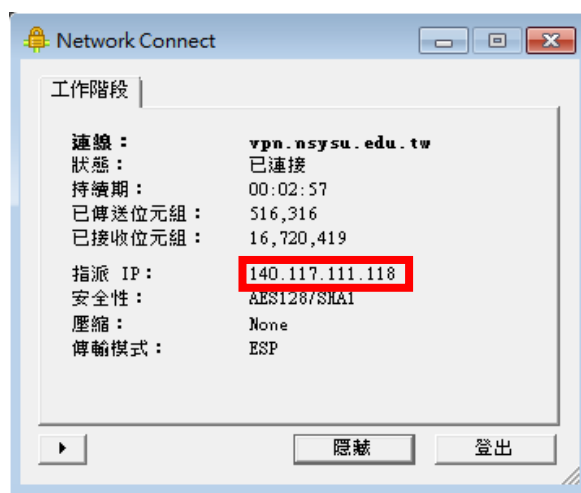 Network Connect
工作階段
連線： vpn.nsysu.edu.tw
狀態： 已連接
持續期： 00:02:57
已傳送位元組： 516,316
已接收位元組： 16,720,419
指派 IP： 140.117.111.118
安全性： AES128/SHA1
壓縮： None
傳輸模式： ESP
隱藏 登出